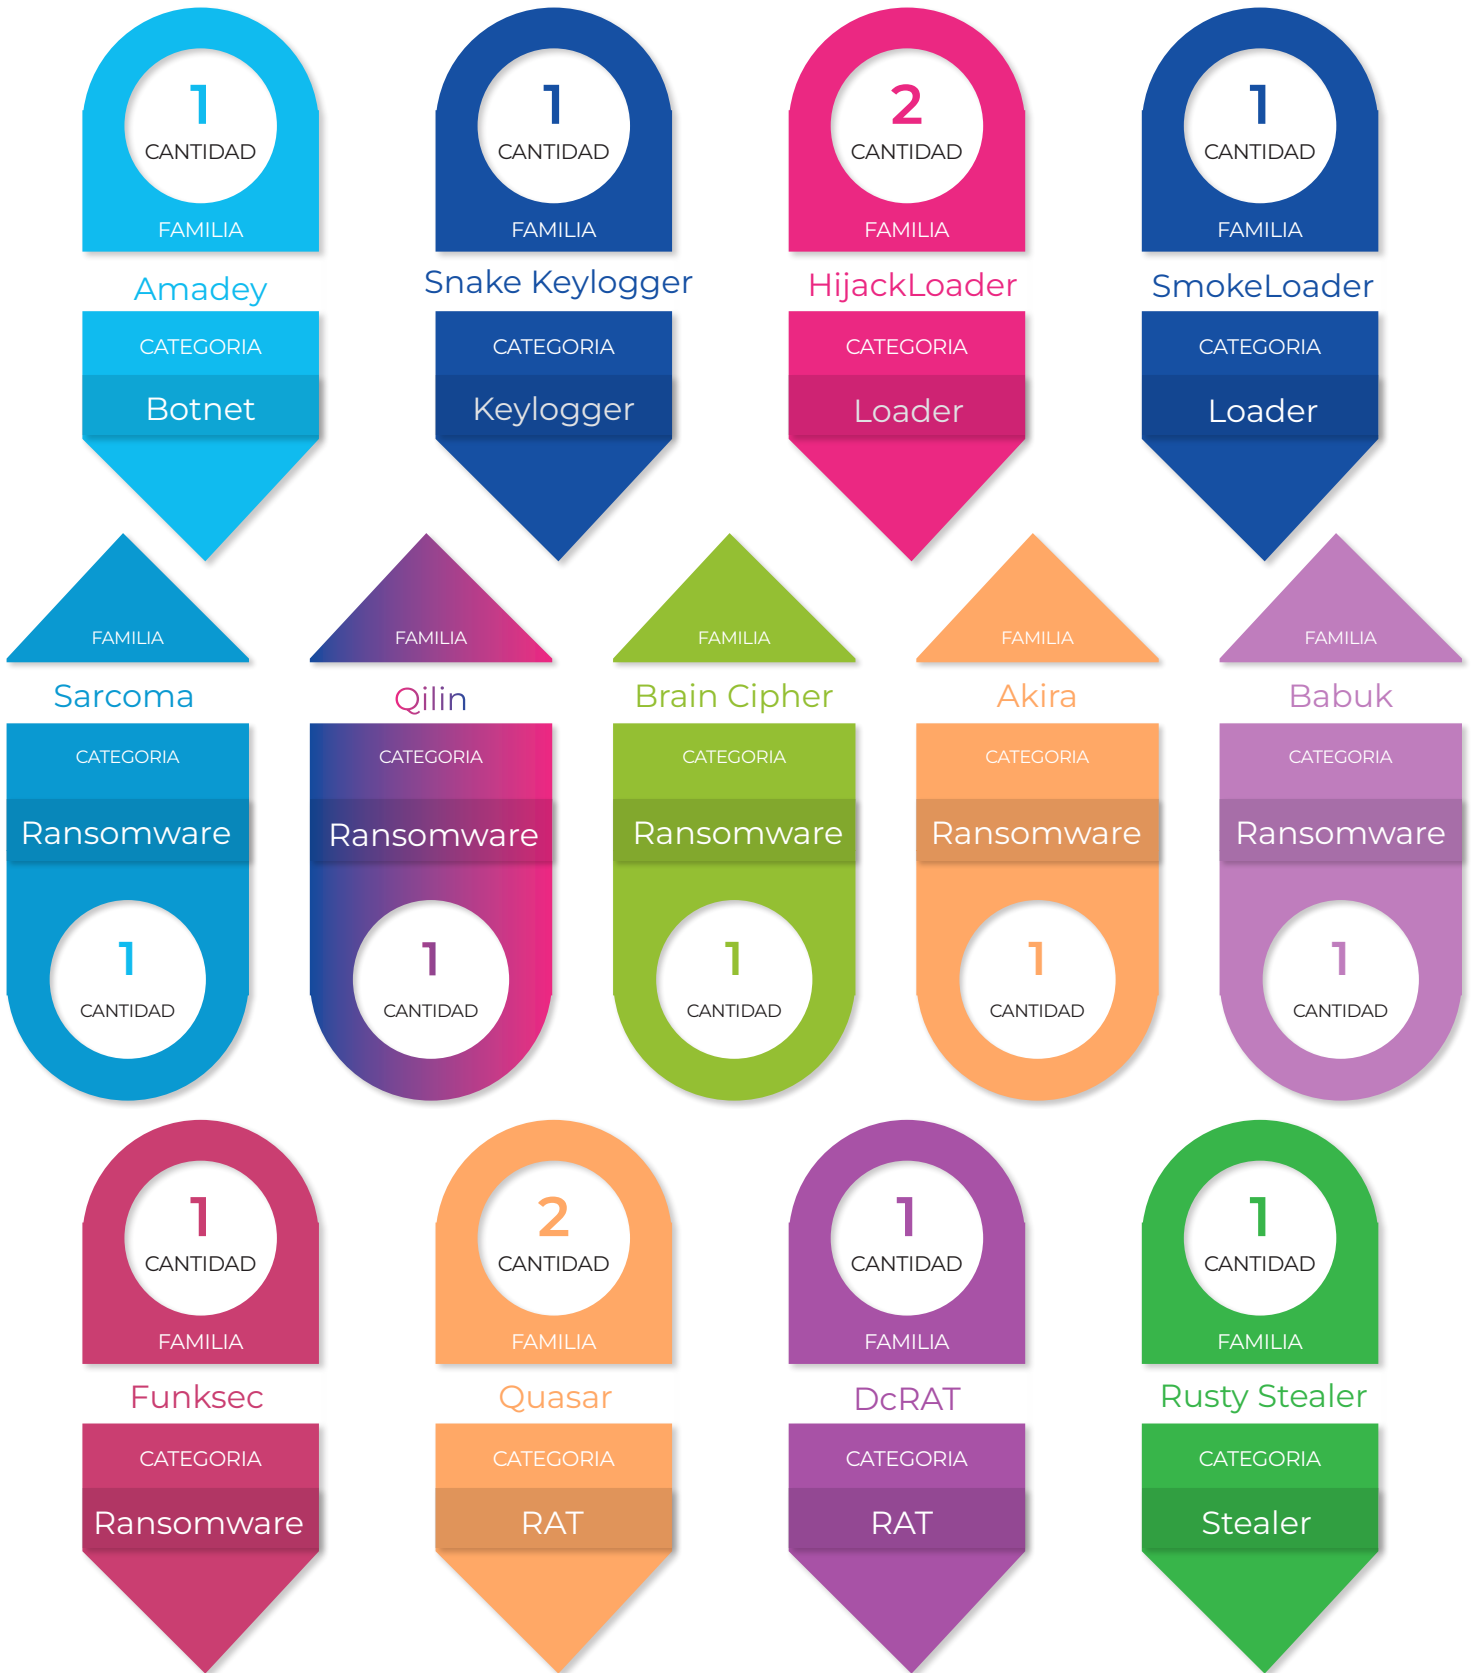 1
CANTIDAD
FAMILIA
Amadey
CATEGORIA
Botnet
1
CANTIDAD
FAMILIA
Snake Keylogger
CATEGORIA
Keylogger
2
CANTIDAD
FAMILIA
HijackLoader
CATEGORIA
Loader
1
CANTIDAD
FAMILIA
SmokeLoader
CATEGORIA
Loader
FAMILIA
Sarcoma
CATEGORIA
Ransomware
1
CANTIDAD
FAMILIA
Qilin
CATEGORIA
Ransomware
1
CANTIDAD
FAMILIA
Brain Cipher
CATEGORIA
Ransomware
1
CANTIDAD
FAMILIA
Akira
CATEGORIA
Ransomware
1
CANTIDAD
FAMILIA
Babuk
CATEGORIA
Ransomware
1
CANTIDAD
1
CANTIDAD
FAMILIA
Funksec
CATEGORIA
Ransomware
2
CANTIDAD
FAMILIA
Quasar
CATEGORIA
RAT
1
CANTIDAD
FAMILIA
DcRAT
CATEGORIA
RAT
1
CANTIDAD
FAMILIA
Rusty Stealer
CATEGORIA
Stealer